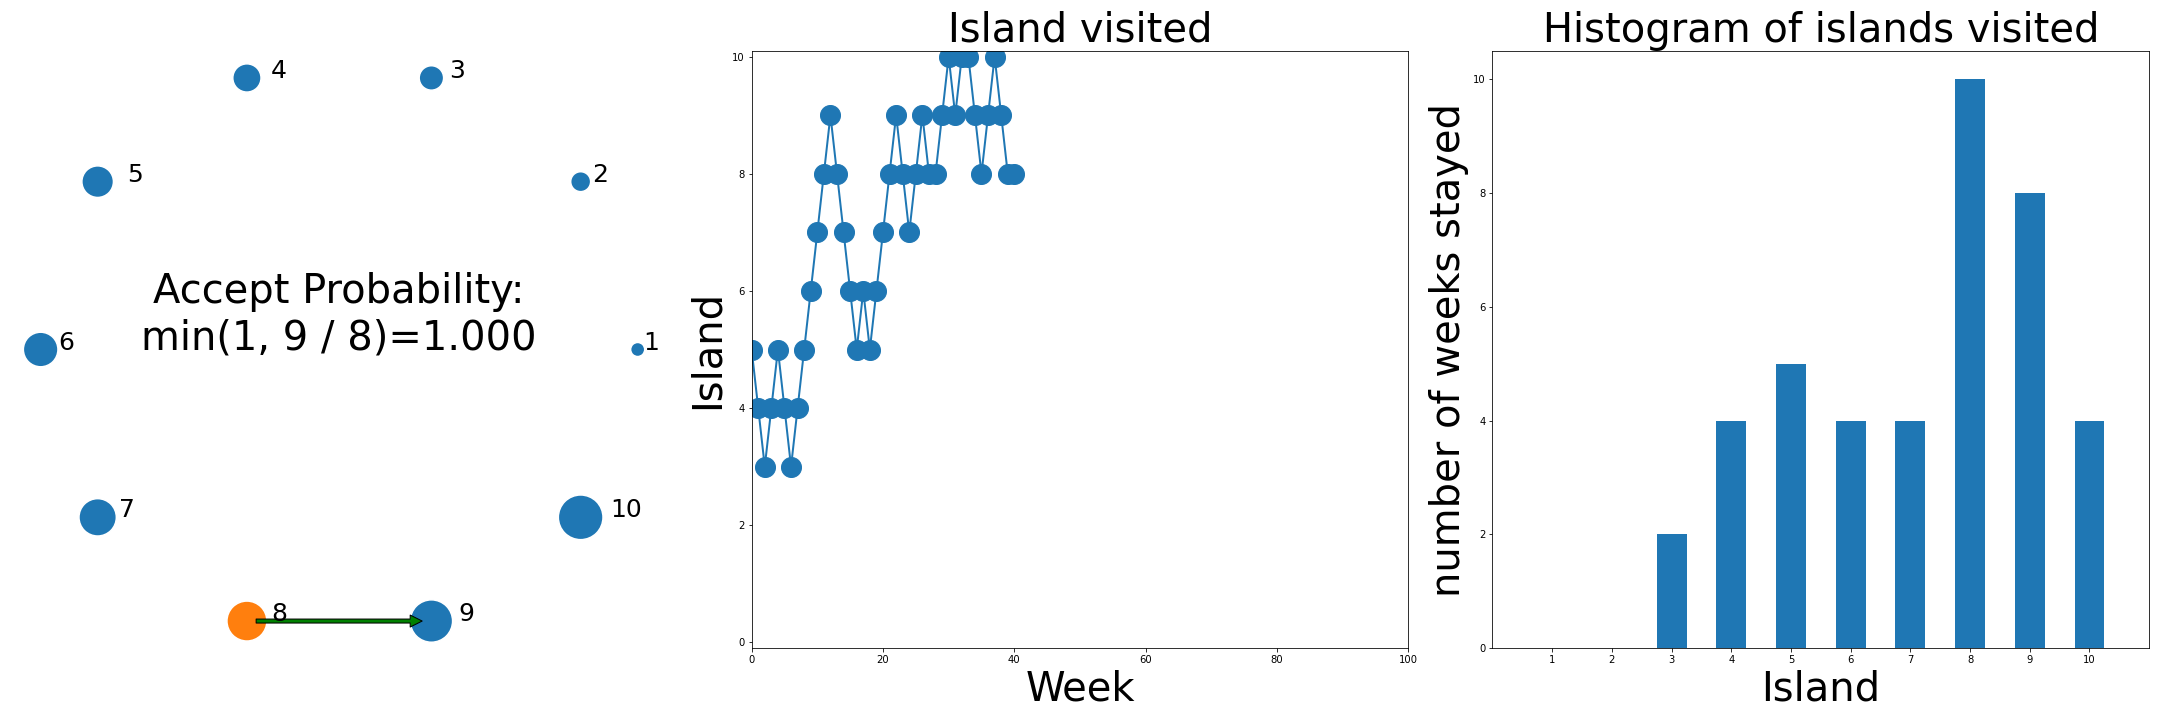 4
3
5
2
Accept Probability:
min(1, 9 / 8)=1.000
6
1
7
10
8
9
Island visited
Island
10
8
6
4
2
0
0 20 40 60 80 100
Week
Histogram of islands visited
number of weeks stayed
10
8
6
4
2
0
1 2 3 4 5 6 7 8 9 10
Island